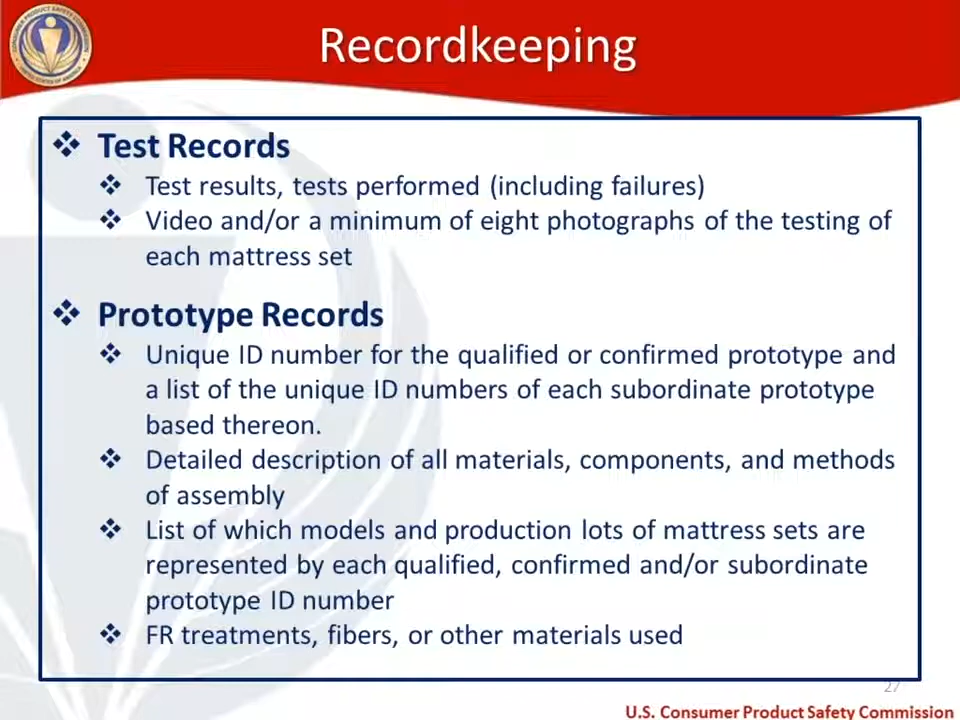 Recordkeeping
❖ Test Records
❖ Test results, tests performed (including failures)
❖ Video and/or a minimum of eight photographs of the testing of
each mattress set
❖ Prototype Records
❖ Unique ID number for the qualified or confirmed prototype and
a list of the unique ID numbers of each subordinate prototype
based thereon.
❖ Detailed description of all materials, components, and methods
of assembly
❖ List of which models and production lots of mattress sets are
represented by each qualified, confirmed and/or subordinate
prototype ID number
❖ FR treatments, fibers, or other materials used
27
U.S. Consumer Product Safety Commission